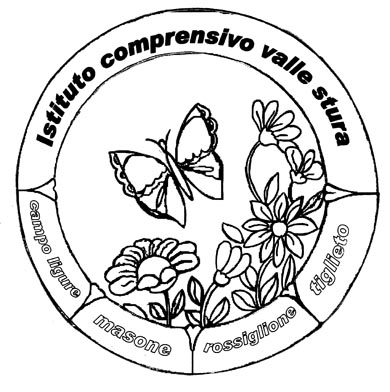 Istituto comprensivo valle stura
campo ligure
masone
rossiglione
tiglieto